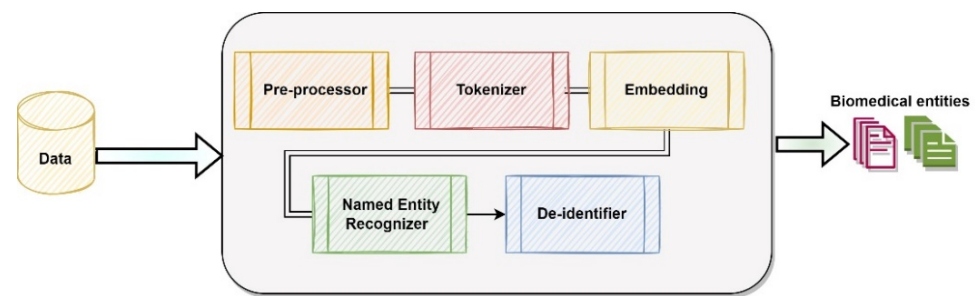 Pre-processor
Tokenizer
Embedding
Biomedical entities
Data
Named Entity
Recognizer
De-identifier